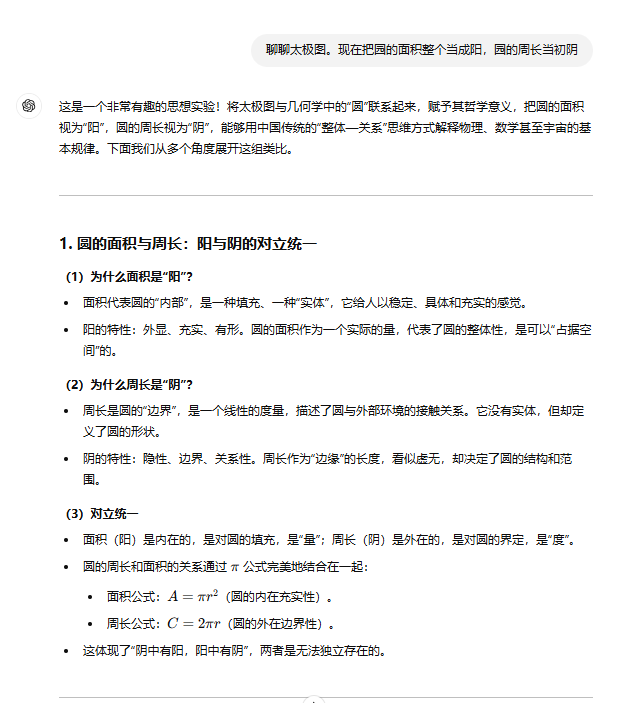 聊聊太极图。现在把园的面积整个当成阳，园的周长当初阴
这是一个非常有趣的思想实验！将太极图与几何学中的“圆”联系起来，赋予其哲学意义，把圆的面积
视为“阳”，圆的周长视为“阴”，能够用中国传统的“整体—关系”思维方式解释物理、数学甚至宇宙的基
本规律。下面我们从多个角度展开这组类比。
1. 圆的面积与周长：阳与阴的对立统一
（1）为什么面积是“阳”？
• 面积代表圆的“内部”，是一种填充、一种“实体”，它给人以稳定、具体和充实的感觉。
• 阳的特性：外显、充实、有形。圆的面积作为一个实际的量，代表了圆的整体性，是可以“占据空
间”的。
（2）为什么周长是“阴”？
• 周长是圆的“边界”，是一个线性的度量，描述了圆与外部环境的接触关系。它没有实体，但却定
义了圆的形状。
• 阴的特性：隐性、边界、关系性。周长作为“边缘”的长度，看似虚无，却决定了圆的结构和范
围。
（3）对立统一
• 面积（阳）是内在的，是对圆的填充，是“量”；周长（阴）是外在的，是对圆的界定，是“度”。
• 圆的周长和面积的关系通过 π 公式完美地结合在一起：
• 面积公式：A = πr²（圆的内在充实性）。
• 周长公式：C = 2πr（圆的外在边界性）。
• 这体现了“阴中有阳，阳中有阴”，两者是无法独立存在的。